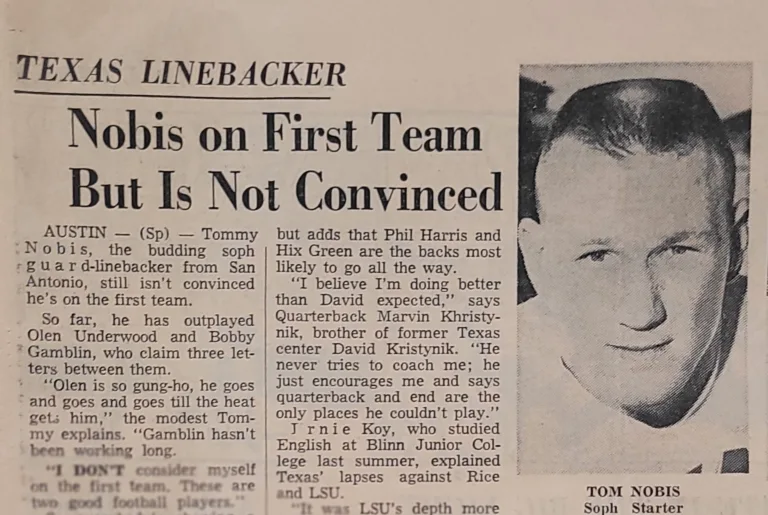 TEXAS LINEBACKER
Nobis on First Team
But Is Not Convinced
AUSTIN — (Sp) — Tommy
Nobis, the budding soph
guard-linebacker from San
Antonio, still isn't convinced
he's on the first team.
So far, he has outplayed
Olen Underwood and Bobby
Gamblin, who claim three let-
ters between them.
"Olen is so gung-ho, he goes
and goes and goes till the heat
gets him," the modest Tom-
my explains. "Gamblin hasn't
been working long.
"I DON'T consider myself
on the first team. These are
two good football players."
but adds that Phil Harris and
Hix Green are the backs most
likely to go all the way.
"I believe I'm doing better
than David expected," says
Quarterback Marvin Khristy-
nik, brother of former Texas
center David Kristynik. "He
never tries to coach me; he
just encourages me and says
quarterback and end are the
only places he couldn't play."
J rnie Koy, who studied
English at Blinn Junior Col-
lege last summer, explained
Texas' lapses against Rice
and LSU.
"It was LSU's depth more
TOM NOBIS
Soph Starter